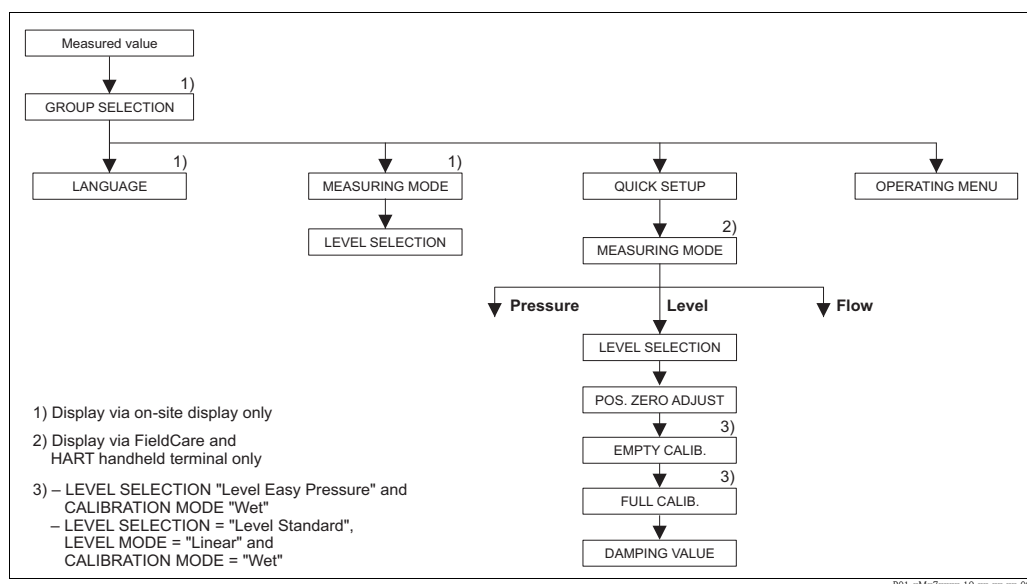 Measured value
1)
GROUP SELECTION
1)
1)
LANGUAGE
MEASURING MODE
QUICK SETUP
OPERATING MENU
LEVEL SELECTION
2)
MEASURING MODE
Pressure
Level
Flow
LEVEL SELECTION
POS. ZERO ADJUST
3)
EMPTY CALIB.
3)
FULL CALIB.
DAMPING VALUE
1) Display via on-site display only
2) Display via FieldCare and
HART handheld terminal only
3) – LEVEL SELECTION "Level Easy Pressure" and
CALIBRATION MODE "Wet"
– LEVEL SELECTION = "Level Standard",
LEVEL MODE = "Linear" and
CALIBRATION MODE = "Wet"